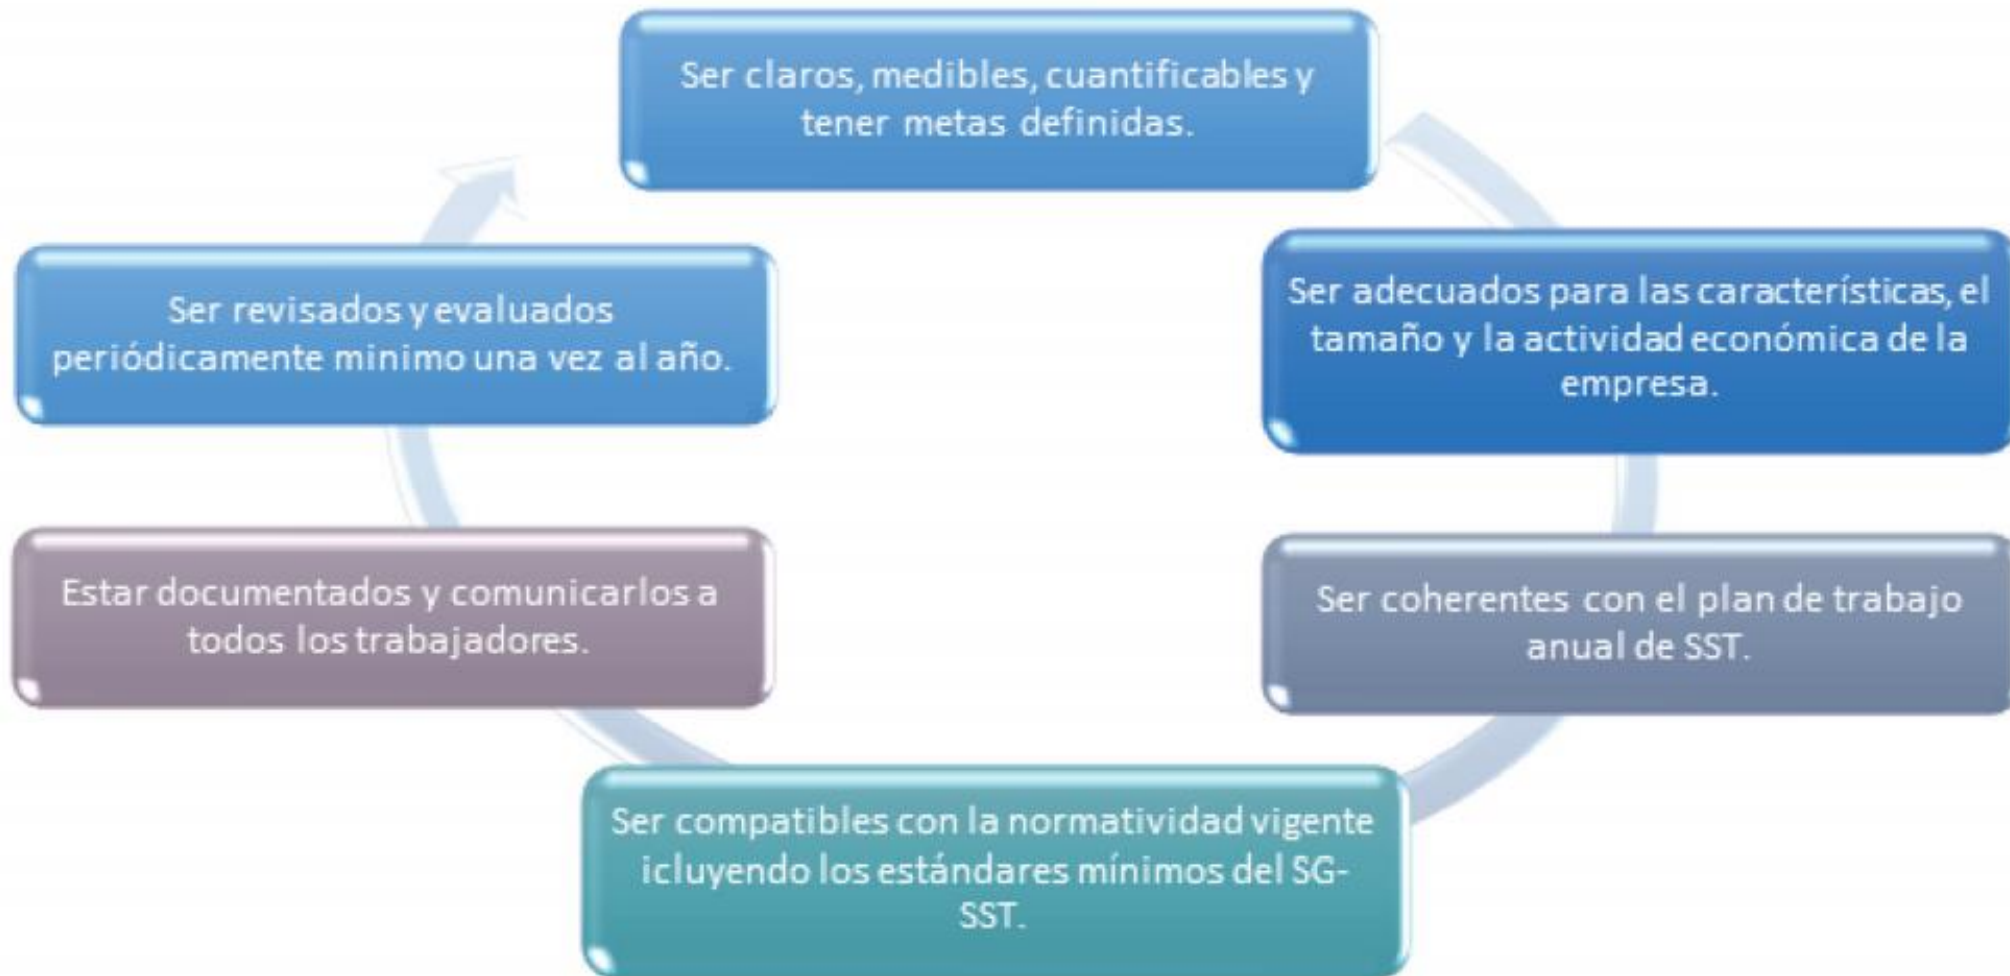 Ser claros, medibles, cuantificables y
tener metas definidas.
Ser adecuados para las característícas, el
tamaño y la actividad económica de la
empresa.
Ser coherentes con el plan de trabajo
anual de SST.
Ser compatibles con la normatividad vigente
icluyendo los estándares mínimos del SG-
SST.
Estar documentados y comunicarlos a
todos los trabajadores.
Ser revisados y evaluados
periódicamente minimo una vez al año.